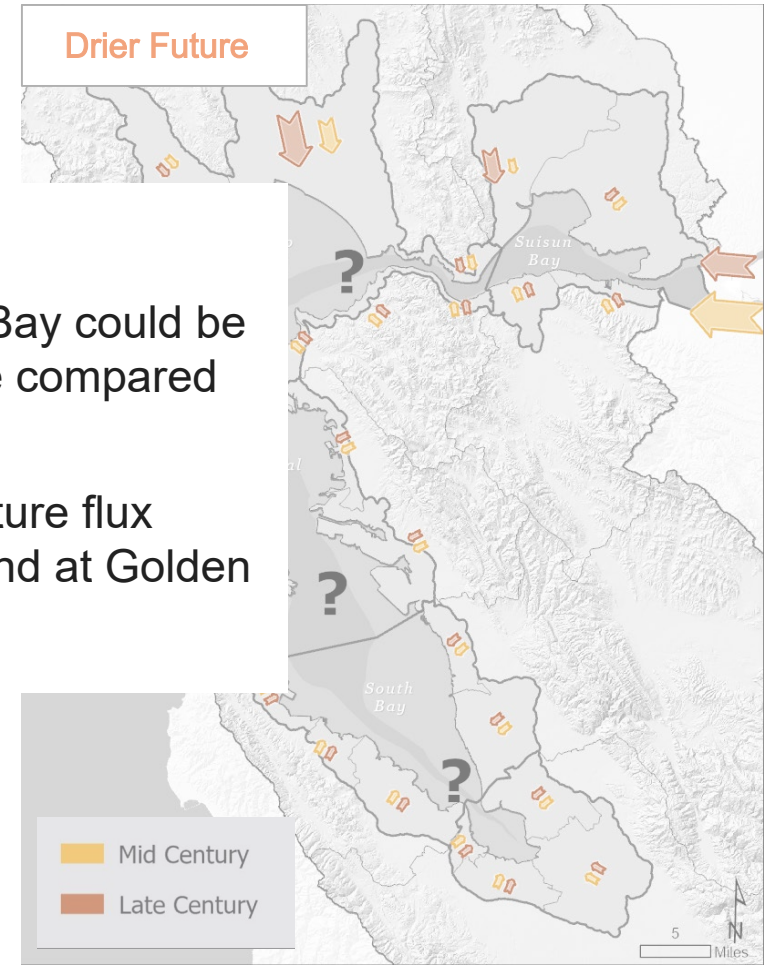 Drier Future
Suisun
Bay
?
Bay could be
e compared
al
ture flux
nd at Golden
?
South
Bay
?
Mid Century
Late Century
5
Miles
N